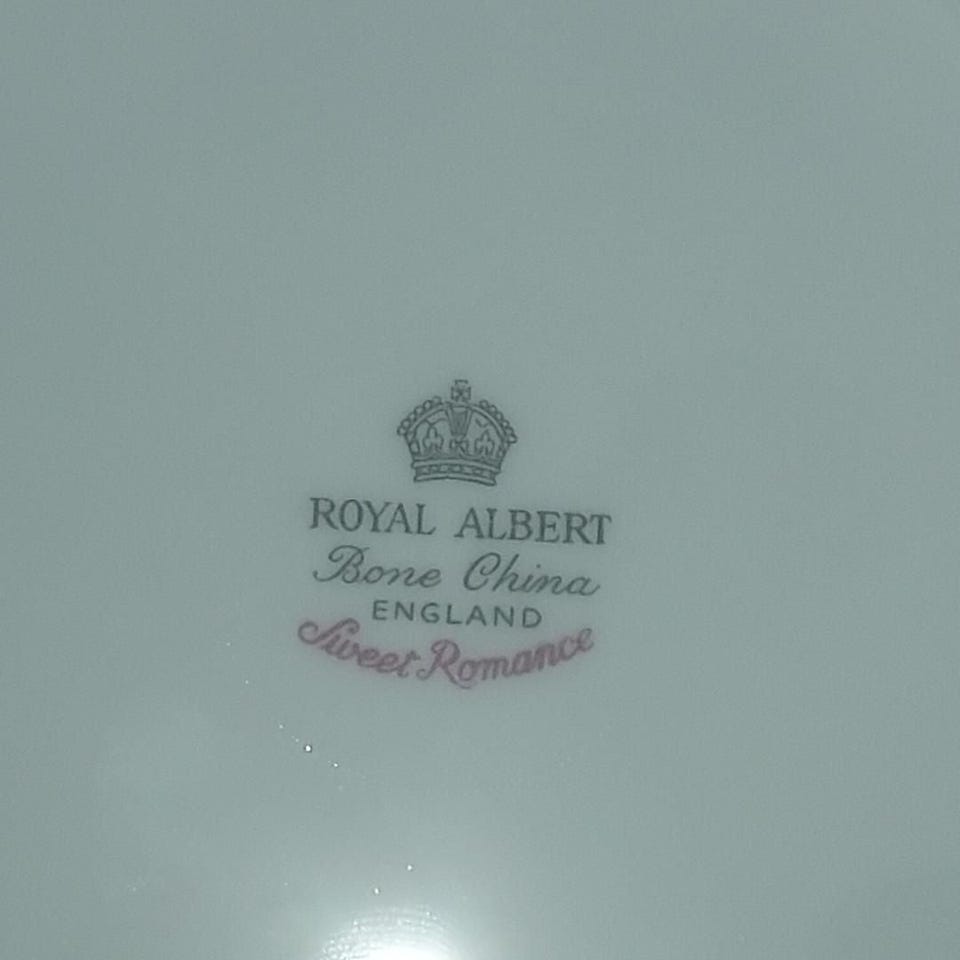 ROYAL ALBERT
Bone China
ENGLAND
Sweet Romance